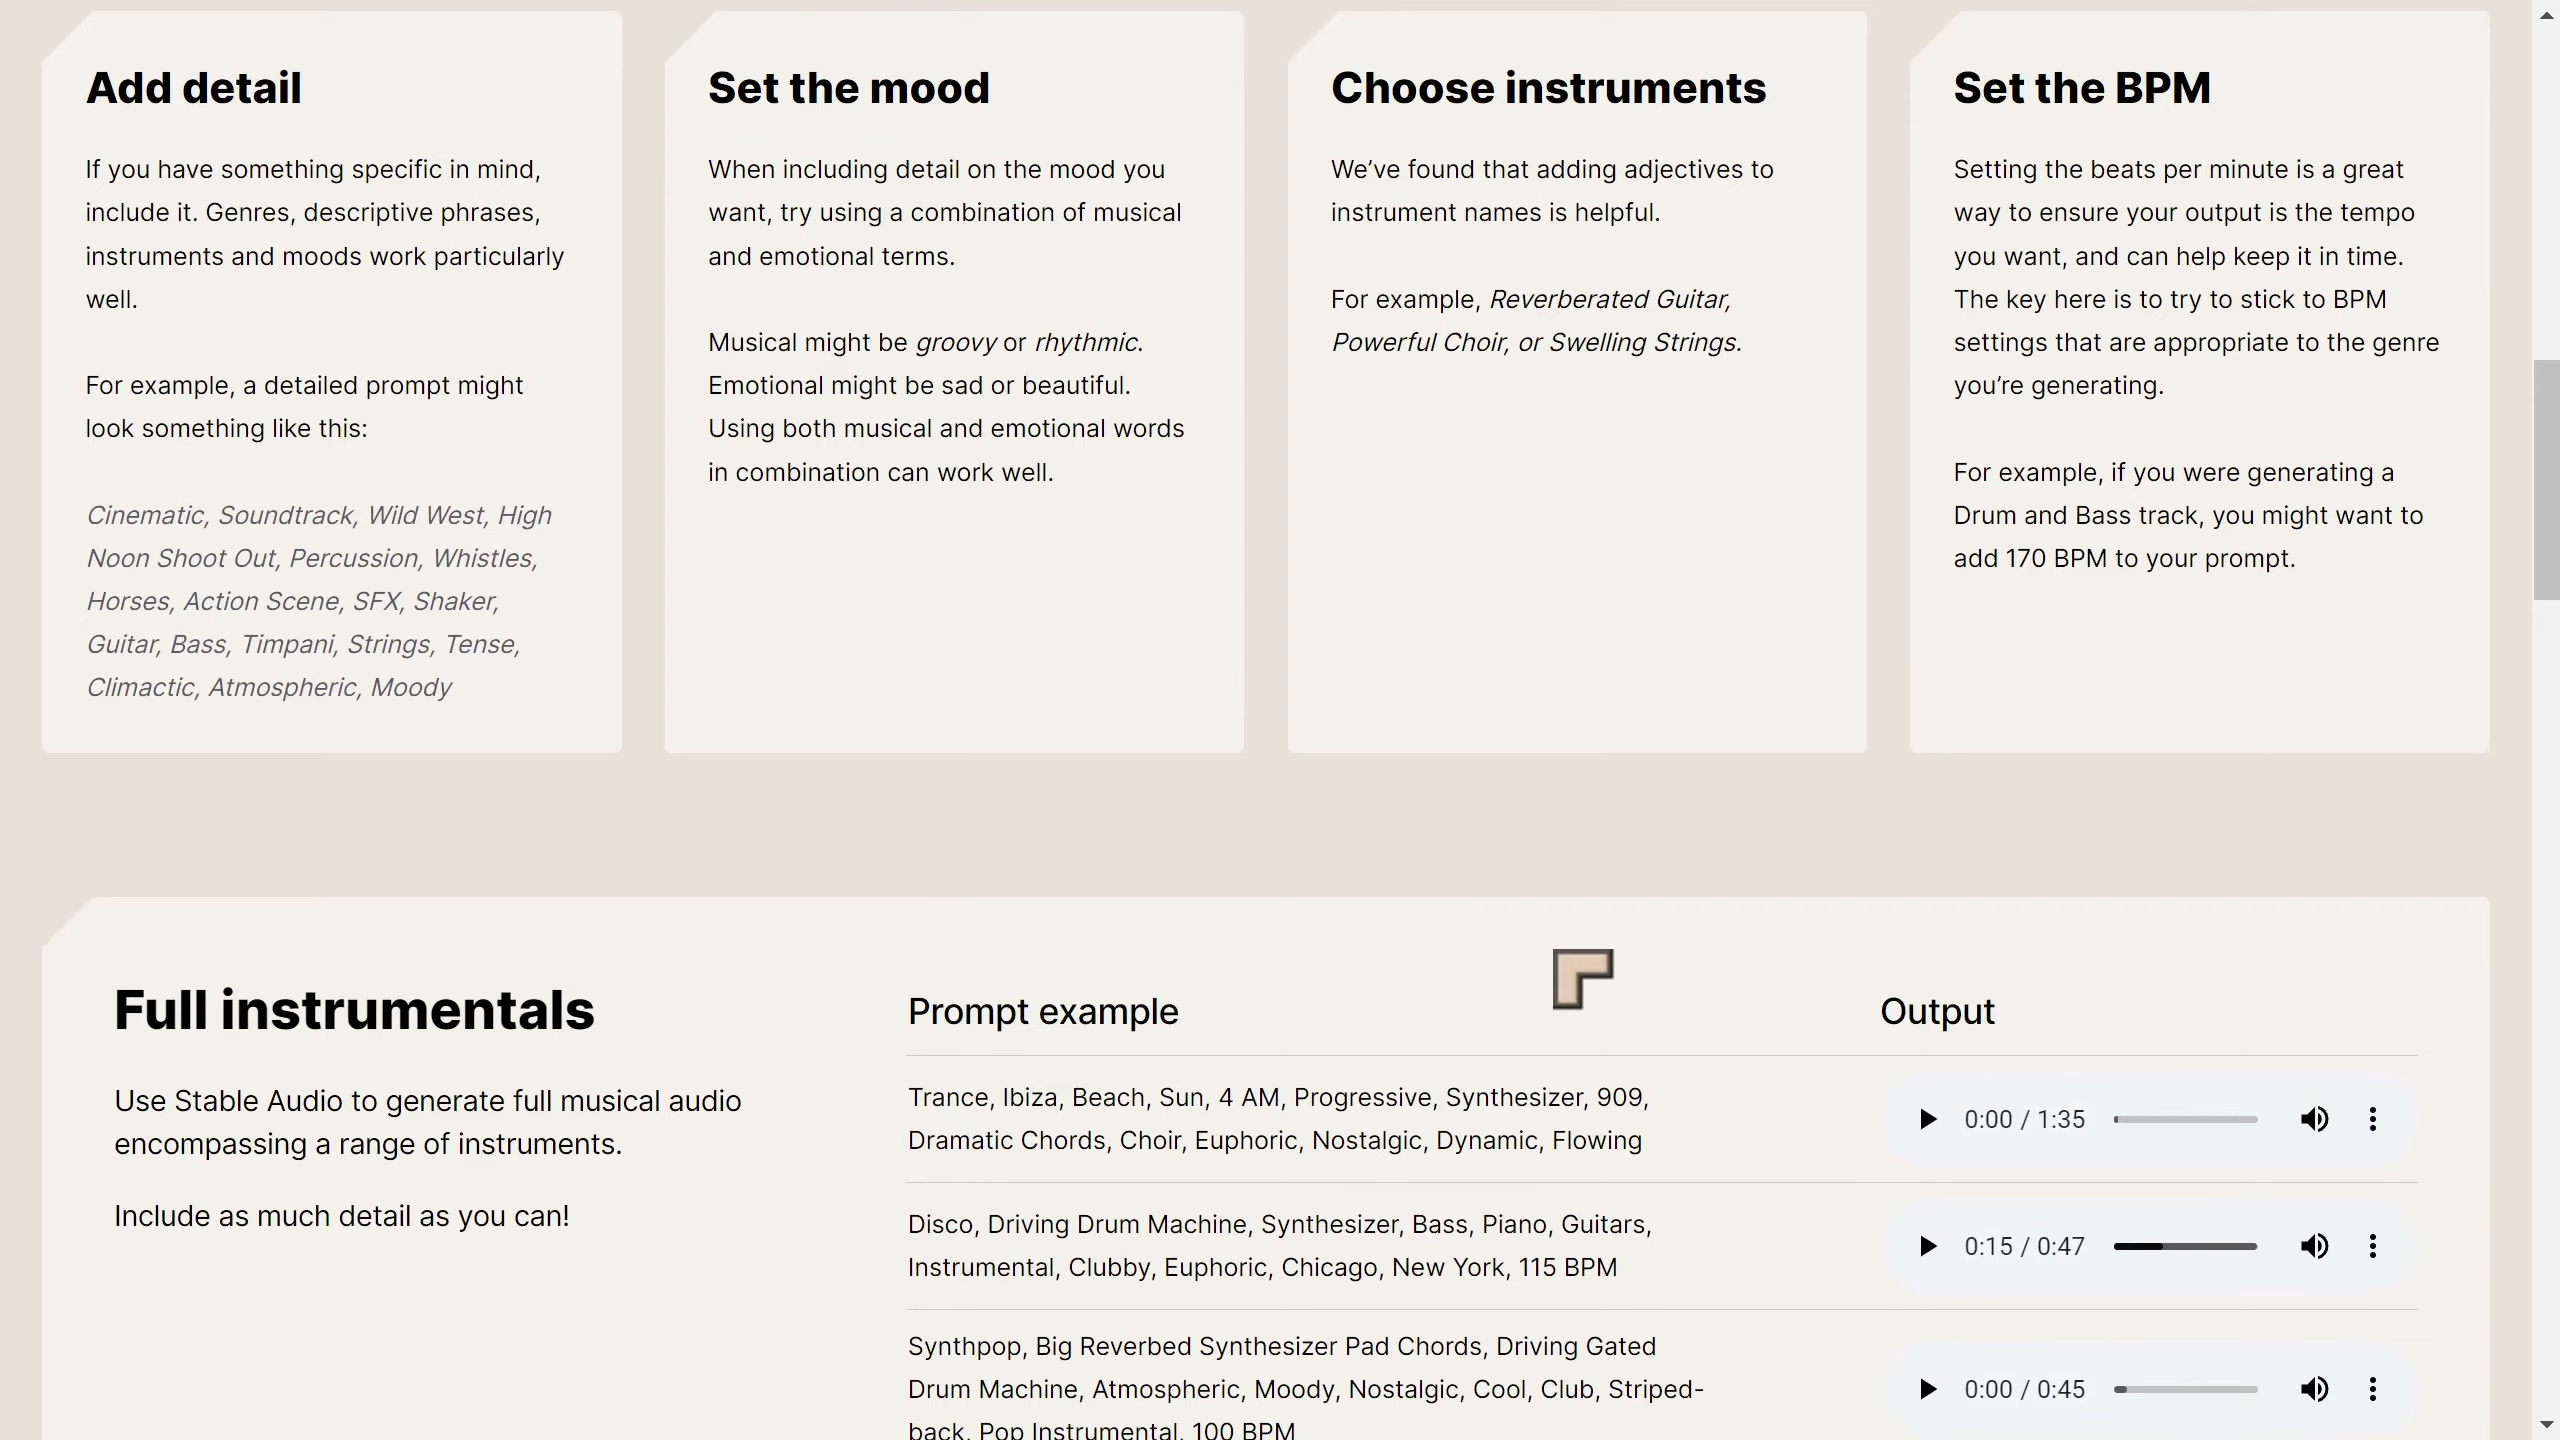 Add detail
If you have something specific in mind,
include it. Genres, descriptive phrases,
instruments and moods work particularly
well.
For example, a detailed prompt might
look something like this:
Cinematic, Soundtrack, Wild West, High
Noon Shoot Out, Percussion, Whistles,
Horses, Action Scene, SFX, Shaker,
Guitar, Bass, Timpani, Strings, Tense,
Climactic, Atmospheric, Moody
Set the mood
When including detail on the mood you
want, try using a combination of musical
and emotional terms.
Musical might be groovy or rhythmic.
Emotional might be sad or beautiful.
Using both musical and emotional words
in combination can work well.
Choose instruments
We’ve found that adding adjectives to
instrument names is helpful.
For example, Reverberated Guitar,
Powerful Choir, or Swelling Strings.
Set the BPM
Setting the beats per minute is a great
way to ensure your output is the tempo
you want, and can help keep it in time.
The key here is to try to stick to BPM
settings that are appropriate to the genre
you’re generating.
For example, if you were generating a
Drum and Bass track, you might want to
add 170 BPM to your prompt.
Full instrumentals
Use Stable Audio to generate full musical audio
encompassing a range of instruments.
Include as much detail as you can!
Prompt example
Output
Trance, Ibiza, Beach, Sun, 4 AM, Progressive, Synthesizer, 909,
Dramatic Chords, Choir, Euphoric, Nostalgic, Dynamic, Flowing
0:00 / 1:35
Disco, Driving Drum Machine, Synthesizer, Bass, Piano, Guitars,
Instrumental, Clubby, Euphoric, Chicago, New York, 115 BPM
0:15 / 0:47
Synthpop, Big Reverbed Synthesizer Pad Chords, Driving Gated
Drum Machine, Atmospheric, Moody, Nostalgic, Cool, Club, Striped-
back, Pop Instrumental, 100 BPM
0:00 / 0:45